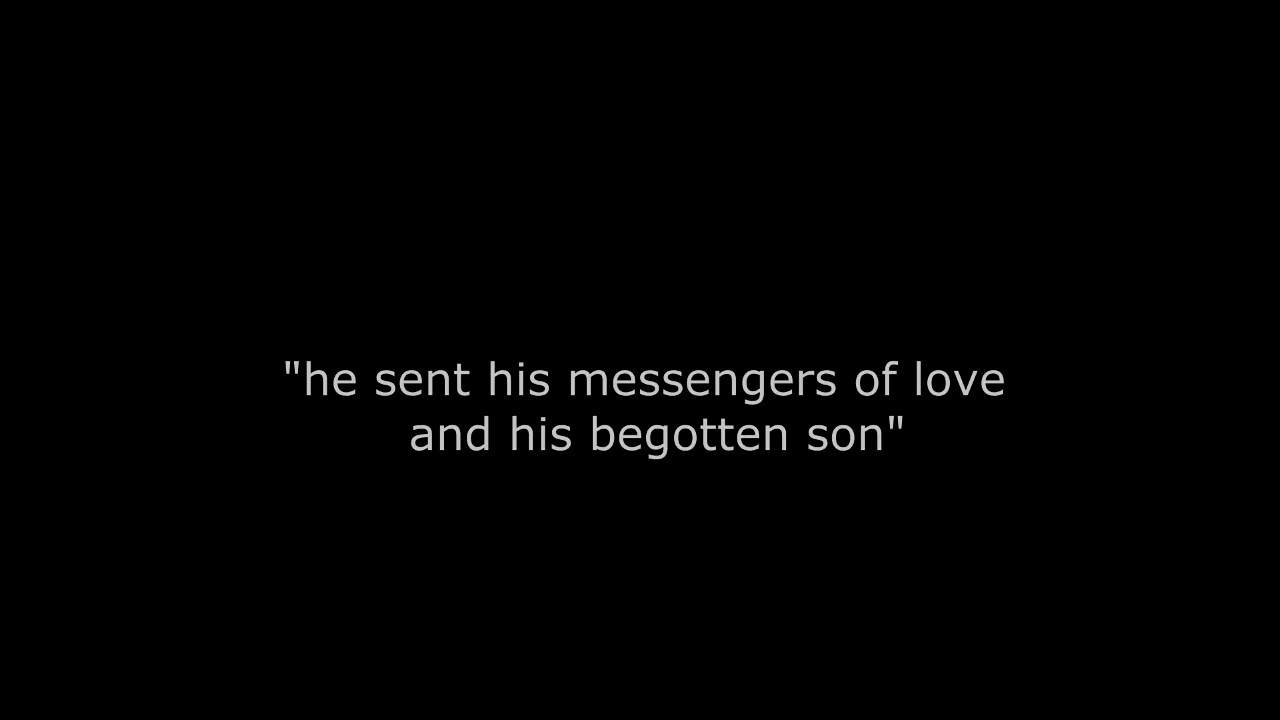 "he sent his messengers of love
and his begotten son"